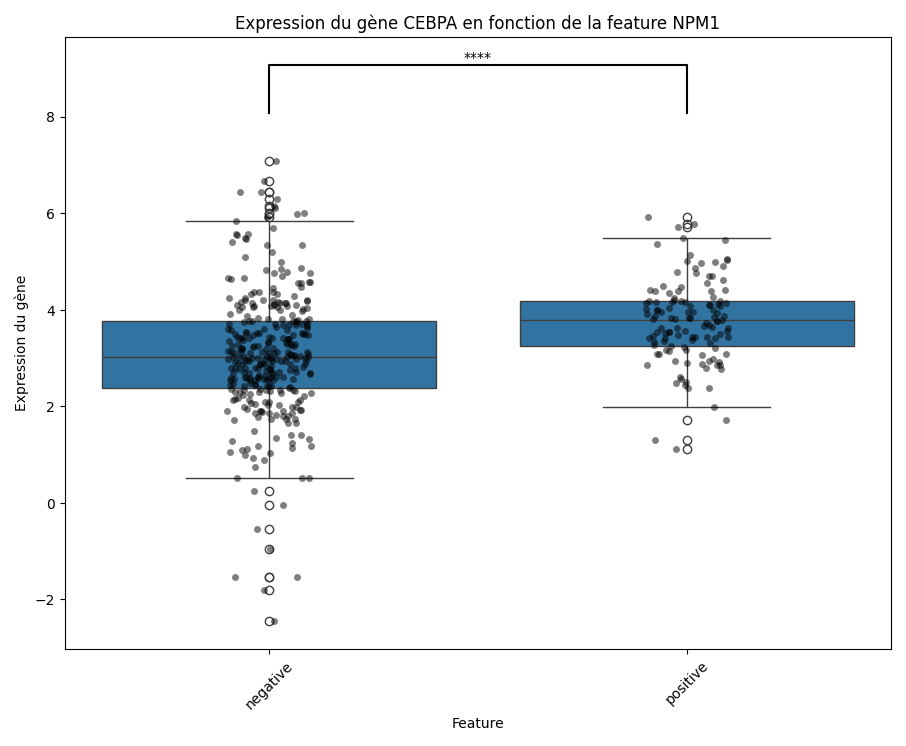 Expression du gène CEBPA en fonction de la feature NPM1
****
8
6
4
2
0
−2
Expression du gène
negative
positive
Feature